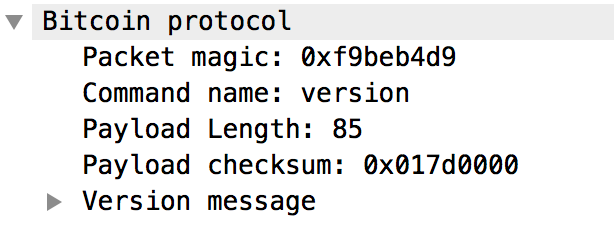 Bitcoin protocol
Packet magic: 0xf9beb4d9
Command name: version
Payload Length: 85
Payload checksum: 0x017d0000
Version message